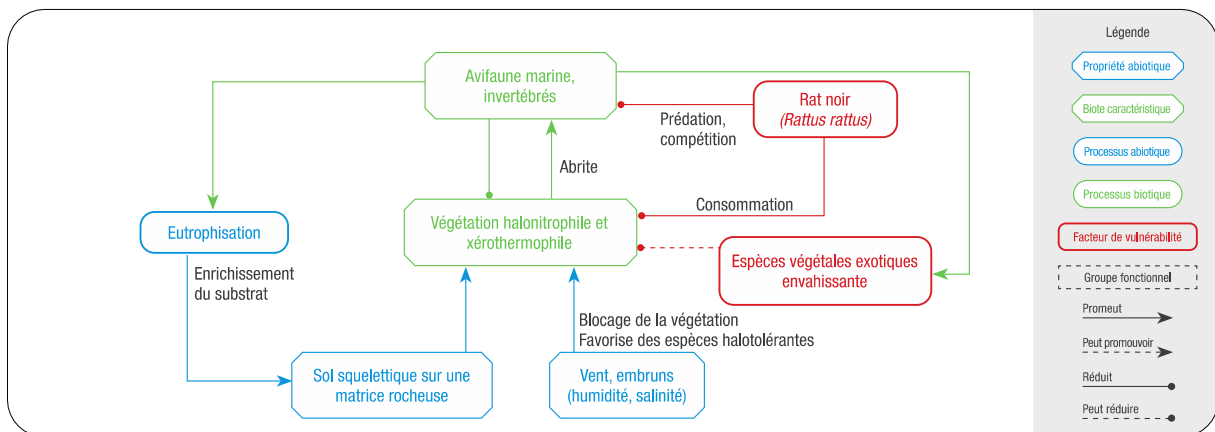 Avifaune marine,
invertébrés
Rat noir
(Rattus rattus)
Prédation,
compétition
Abrite
Consommation
Végétation halonitrophile et
xérothermophile
Eutrophisation
Espèces végétales exotiques
envahissante
Enrichissement
du substrat
Blocage de la végétation
Favorise des espèces halotolérantes
Sol squelettique sur une
matrice rocheuse
Vent, embruns
(humidité, salinité)
Légende
Propriété abiotique
Biote caractéristique
Processus abiotique
Processus biotique
Facteur de vulnérabilité
Groupe fonctionnel
Promeut
Peut promouvoir
Réduit
Peut réduire